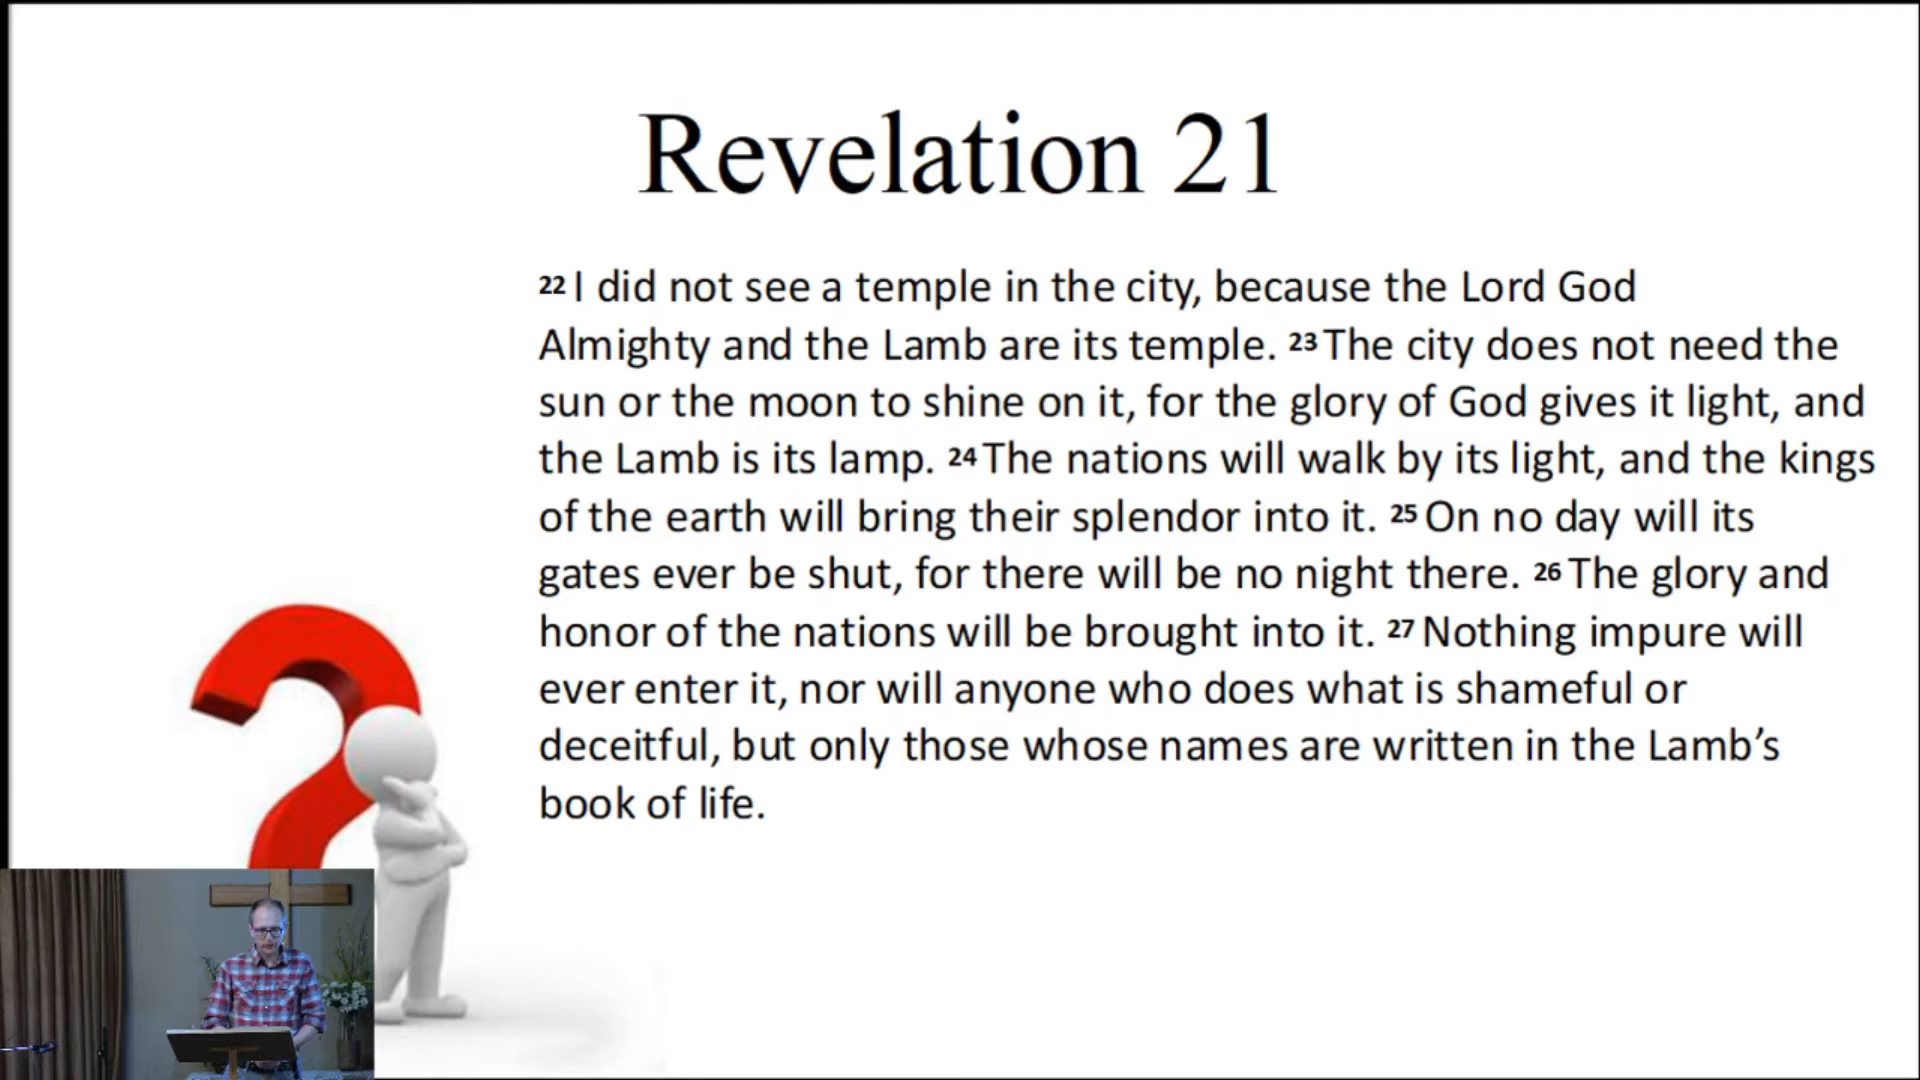 Revelation 21
22 I did not see a temple in the city, because the Lord God
Almighty and the Lamb are its temple. 23 The city does not need the
sun or the moon to shine on it, for the glory of God gives it light, and
the Lamb is its lamp. 24 The nations will walk by its light, and the kings
of the earth will bring their splendor into it. 25 On no day will its
gates ever be shut, for there will be no night there. 26 The glory and
honor of the nations will be brought into it. 27 Nothing impure will
ever enter it, nor will anyone who does what is shameful or
deceitful, but only those whose names are written in the Lamb’s
book of life.